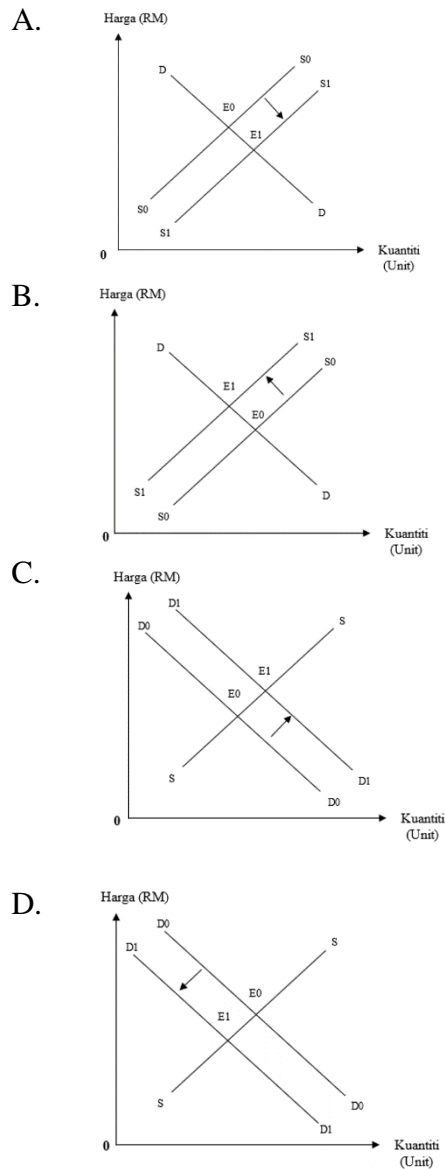 A.
Harga (RM)
D
S0
S1
E0
E1
S0
S1
D
0
Kuantiti
(Unit)
B.
Harga (RM)
D
S1
S0
E1
E0
S1
S0
D
0
Kuantiti
(Unit)
C.
Harga (RM)
D1
D0
S
E1
E0
S
D1
D0
0
Kuantiti
(Unit)
D.
Harga (RM)
D0
D1
S
E0
E1
S
D0
D1
0
Kuantiti
(Unit)